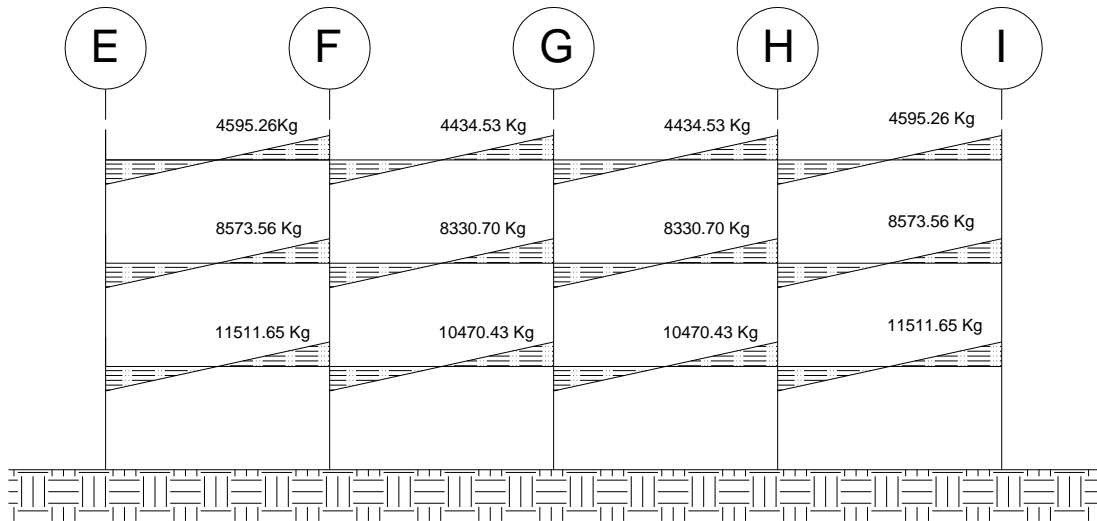 E F G H I
4595.26Kg 4434.53 Kg 4434.53 Kg 4595.26 Kg
8573.56 Kg 8330.70 Kg 8330.70 Kg 8573.56 Kg
11511.65 Kg 10470.43 Kg 10470.43 Kg 11511.65 Kg